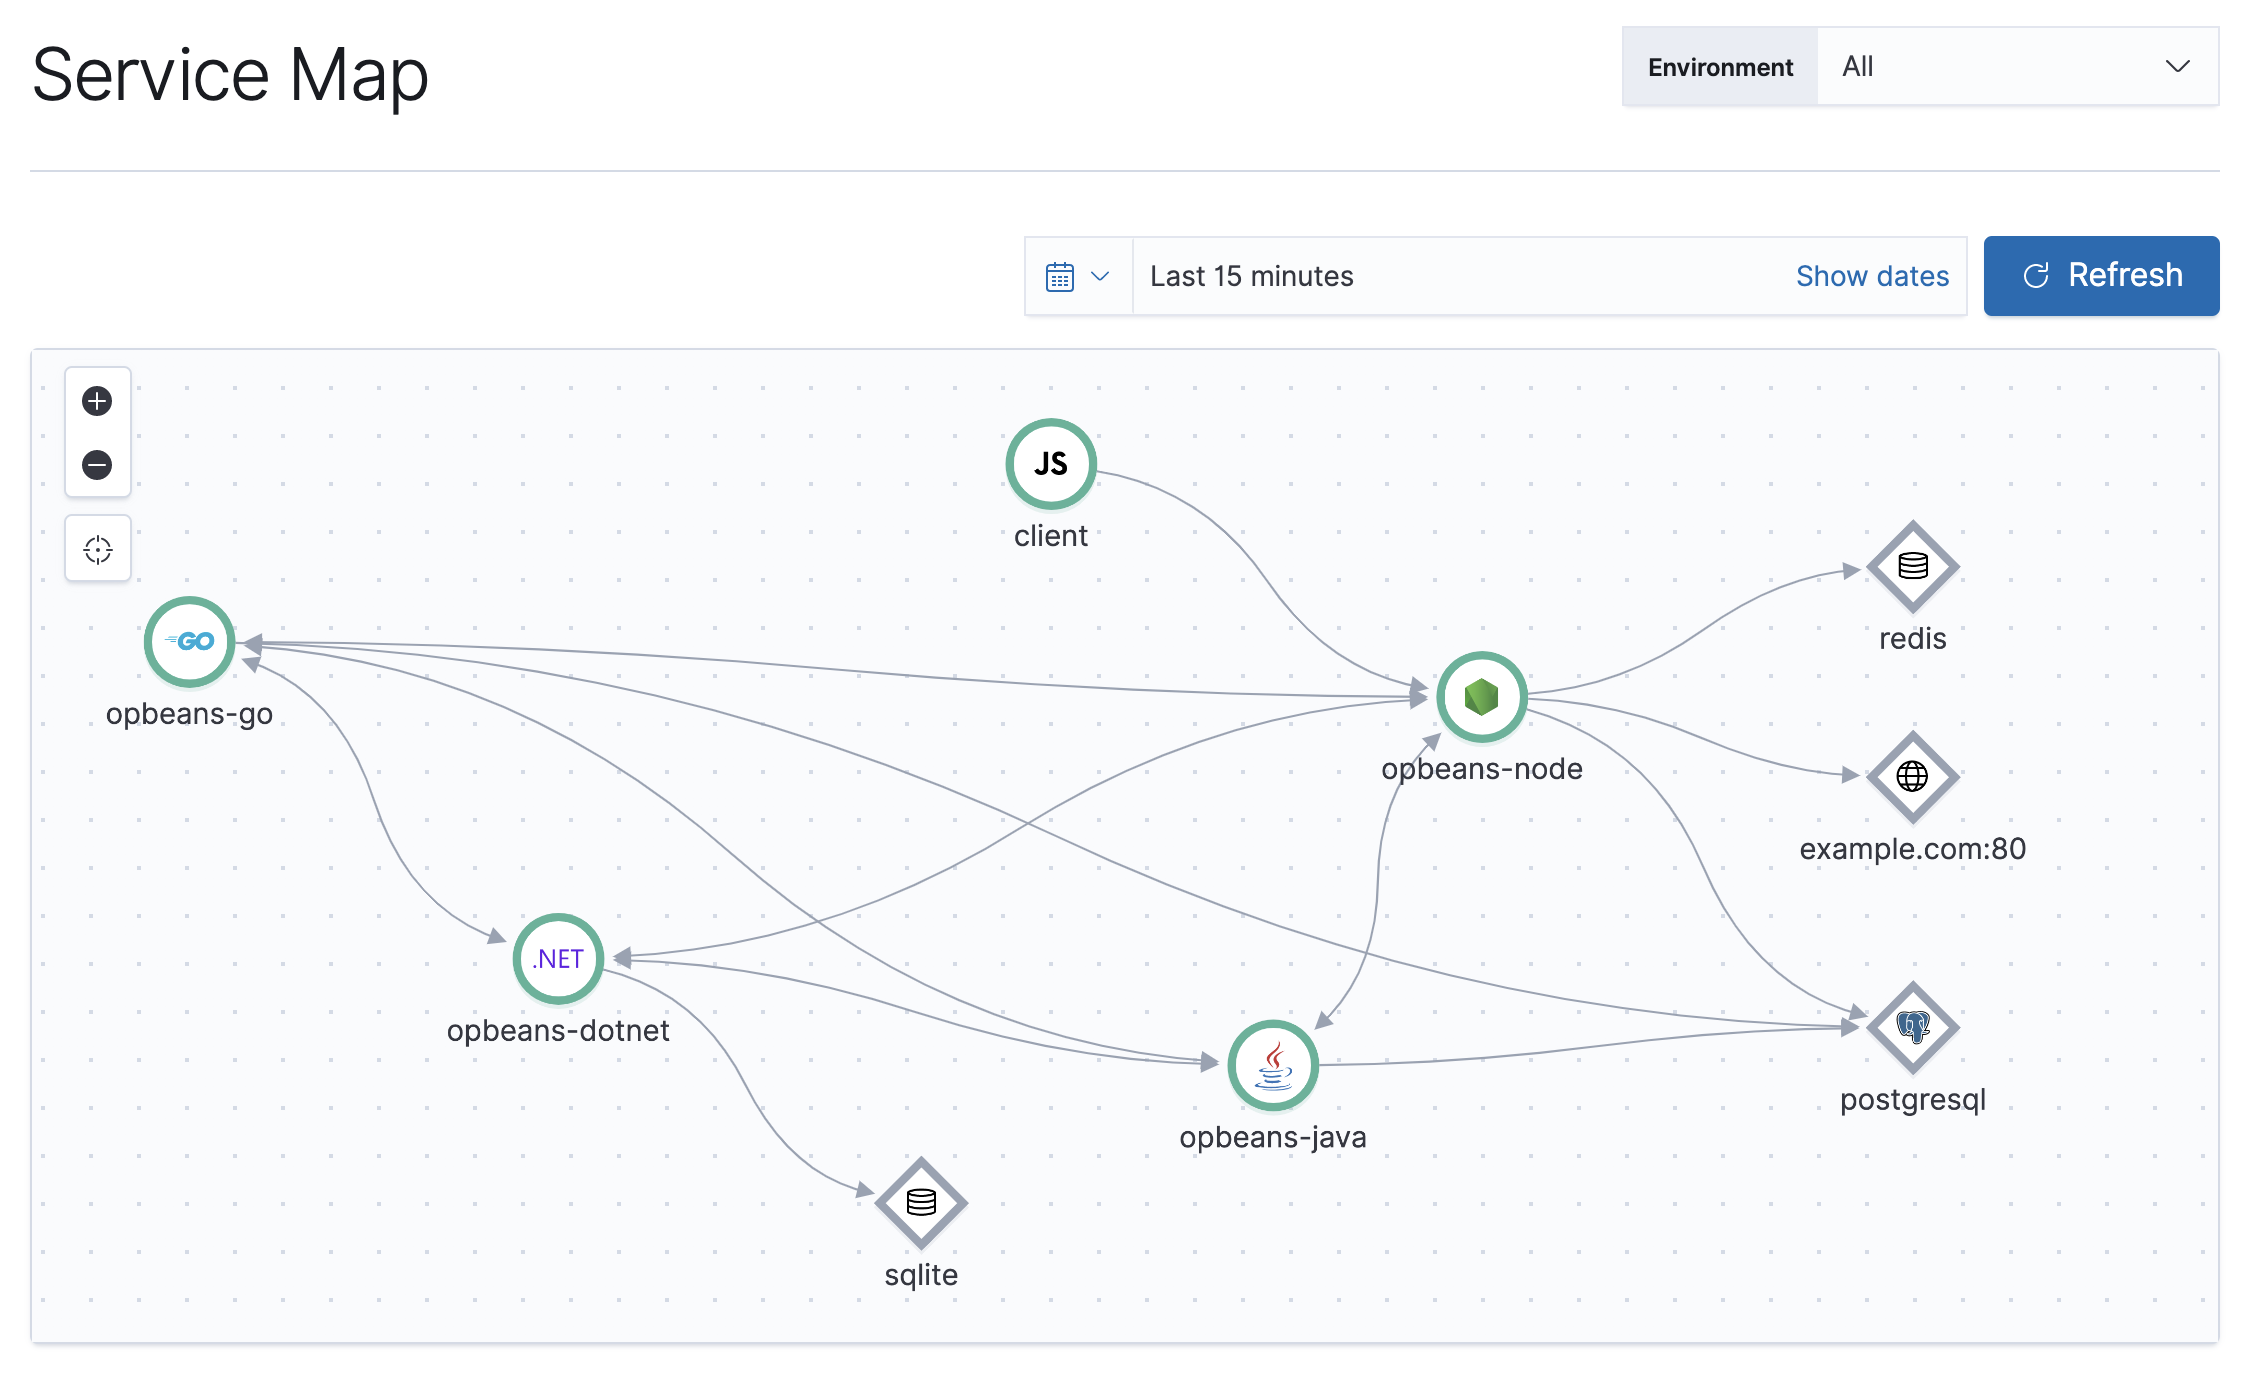 Service Map
Environment
All
Last 15 minutes
Show dates
Refresh
JS
client
redis
GO
opbeans-go
opbeans-node
example.com:80
.NET
opbeans-dotnet
opbeans-java
postgresql
sqlite